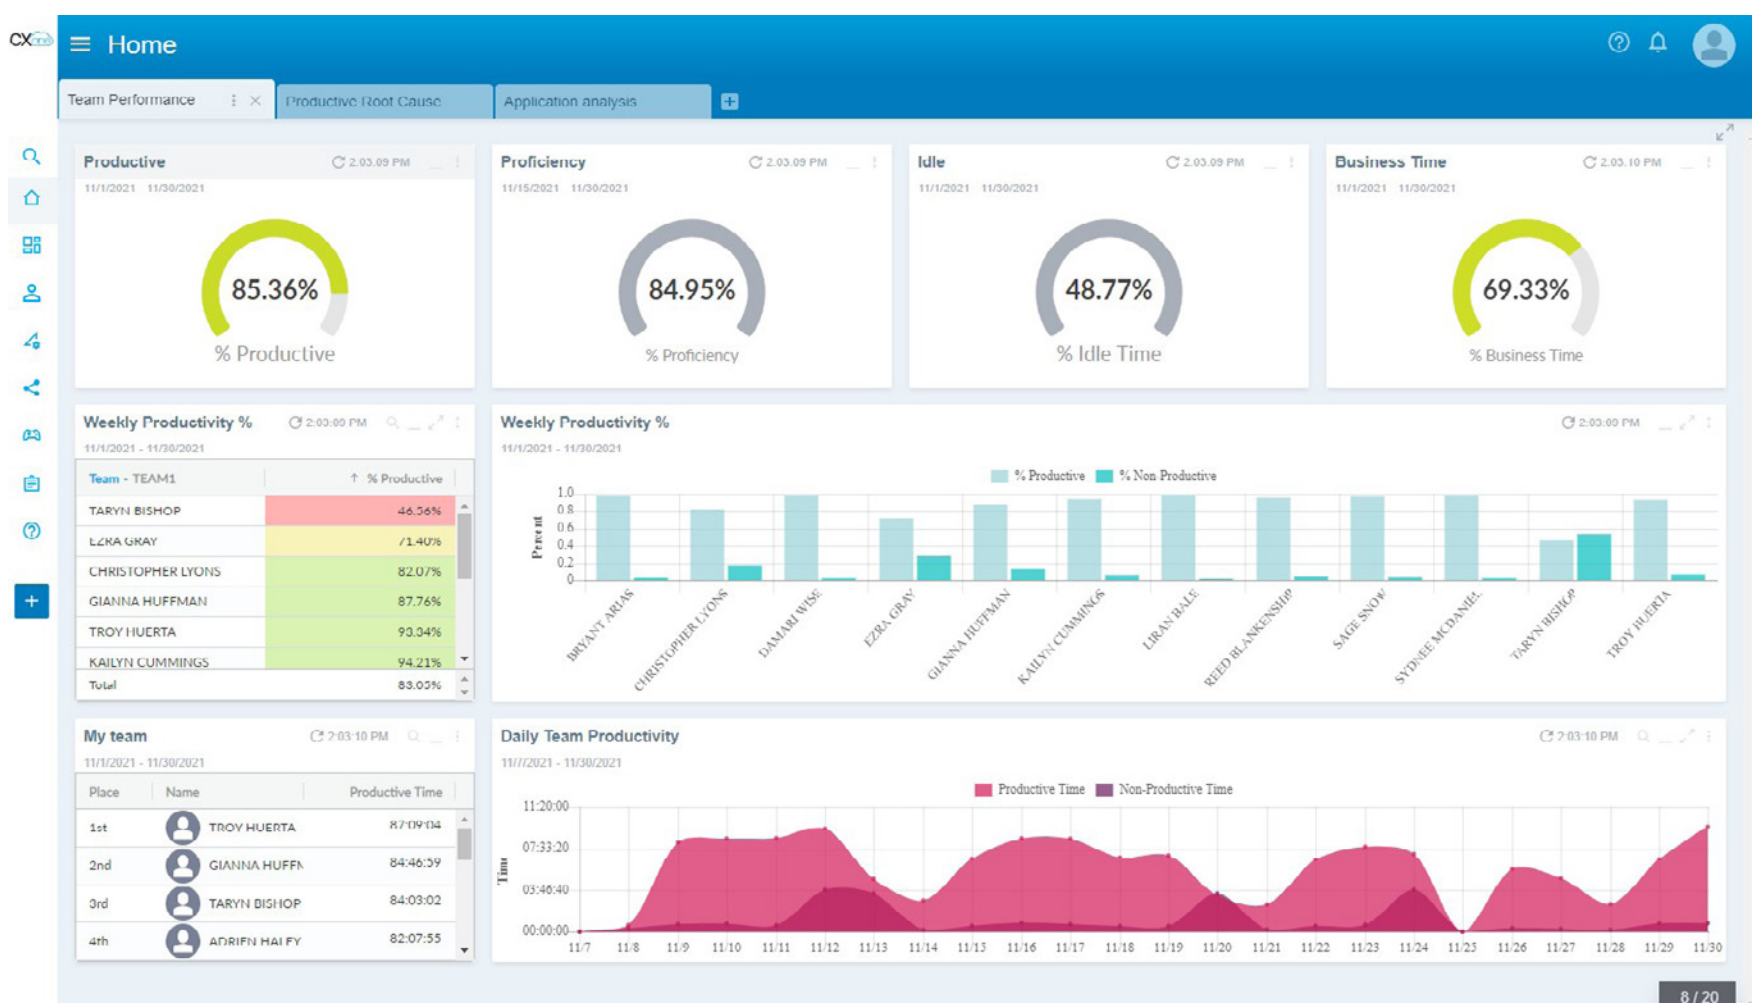 CXone
Home
Team Performance
Productive Root Cause
Application analysis
Productive
2.03.09 PM
11/1/2021 11/30/2021
85.36%
% Productive
Proficiency
2.03.09 PM
11/15/2021 11/30/2021
84.95%
% Proficiency
Idle
2.03.09 PM
11/1/2021 11/30/2021
48.77%
% Idle Time
Business Time
2.03.10 PM
11/1/2021 11/30/2021
69.33%
% Business Time
Weekly Productivity %
2:03:09 PM
11/1/2021 - 11/30/2021
Team - TEAM1 % Productive
TARYN BISHOP 46.56%
EZRA GRAY 71.40%
CHRISTOPHER LYONS 82.07%
GIANNA HUFFMAN 87.76%
TROY HUERTA 93.34%
KAILYN CUMMINGS 94.21%
Total 83.05%
Weekly Productivity %
2:03:09 PM
11/1/2021 - 11/30/2021
% Productive % Non Productive
Percent
1.0
0.8
0.6
0.4
0.2
0
BRYANT ARIAS
CHRISTOPHER LYONS
DAMARI WISE
EZRA GRAY
GIANNA HUFFMAN
KAILYN CUMMINGS
LIRAN BALE
REED BLANKENSHIP
SAGE SNOW
SYDNEE MCDANIEL
TARYN BISHOP
TROY HUERTA
My team
2:03:10 PM
11/1/2021 - 11/30/2021
Place Name Productive Time
1st TROY HUERTA 87:09:04
2nd GIANNA HUFFN 84:46:59
3rd TARYN BISHOP 84:03:02
4th ADRIEN HALEY 82:07:55
Daily Team Productivity
2:03:10 PM
11/7/2021 - 11/30/2021
Productive Time Non-Productive Time
Time
11:20:00
07:33:20
03:46:40
00:00:00
11/7 11/8 11/9 11/10 11/11 11/12 11/13 11/14 11/15 11/16 11/17 11/18 11/19 11/20 11/21 11/22 11/23 11/24 11/25 11/26 11/27 11/28 11/29 11/30
8 / 20